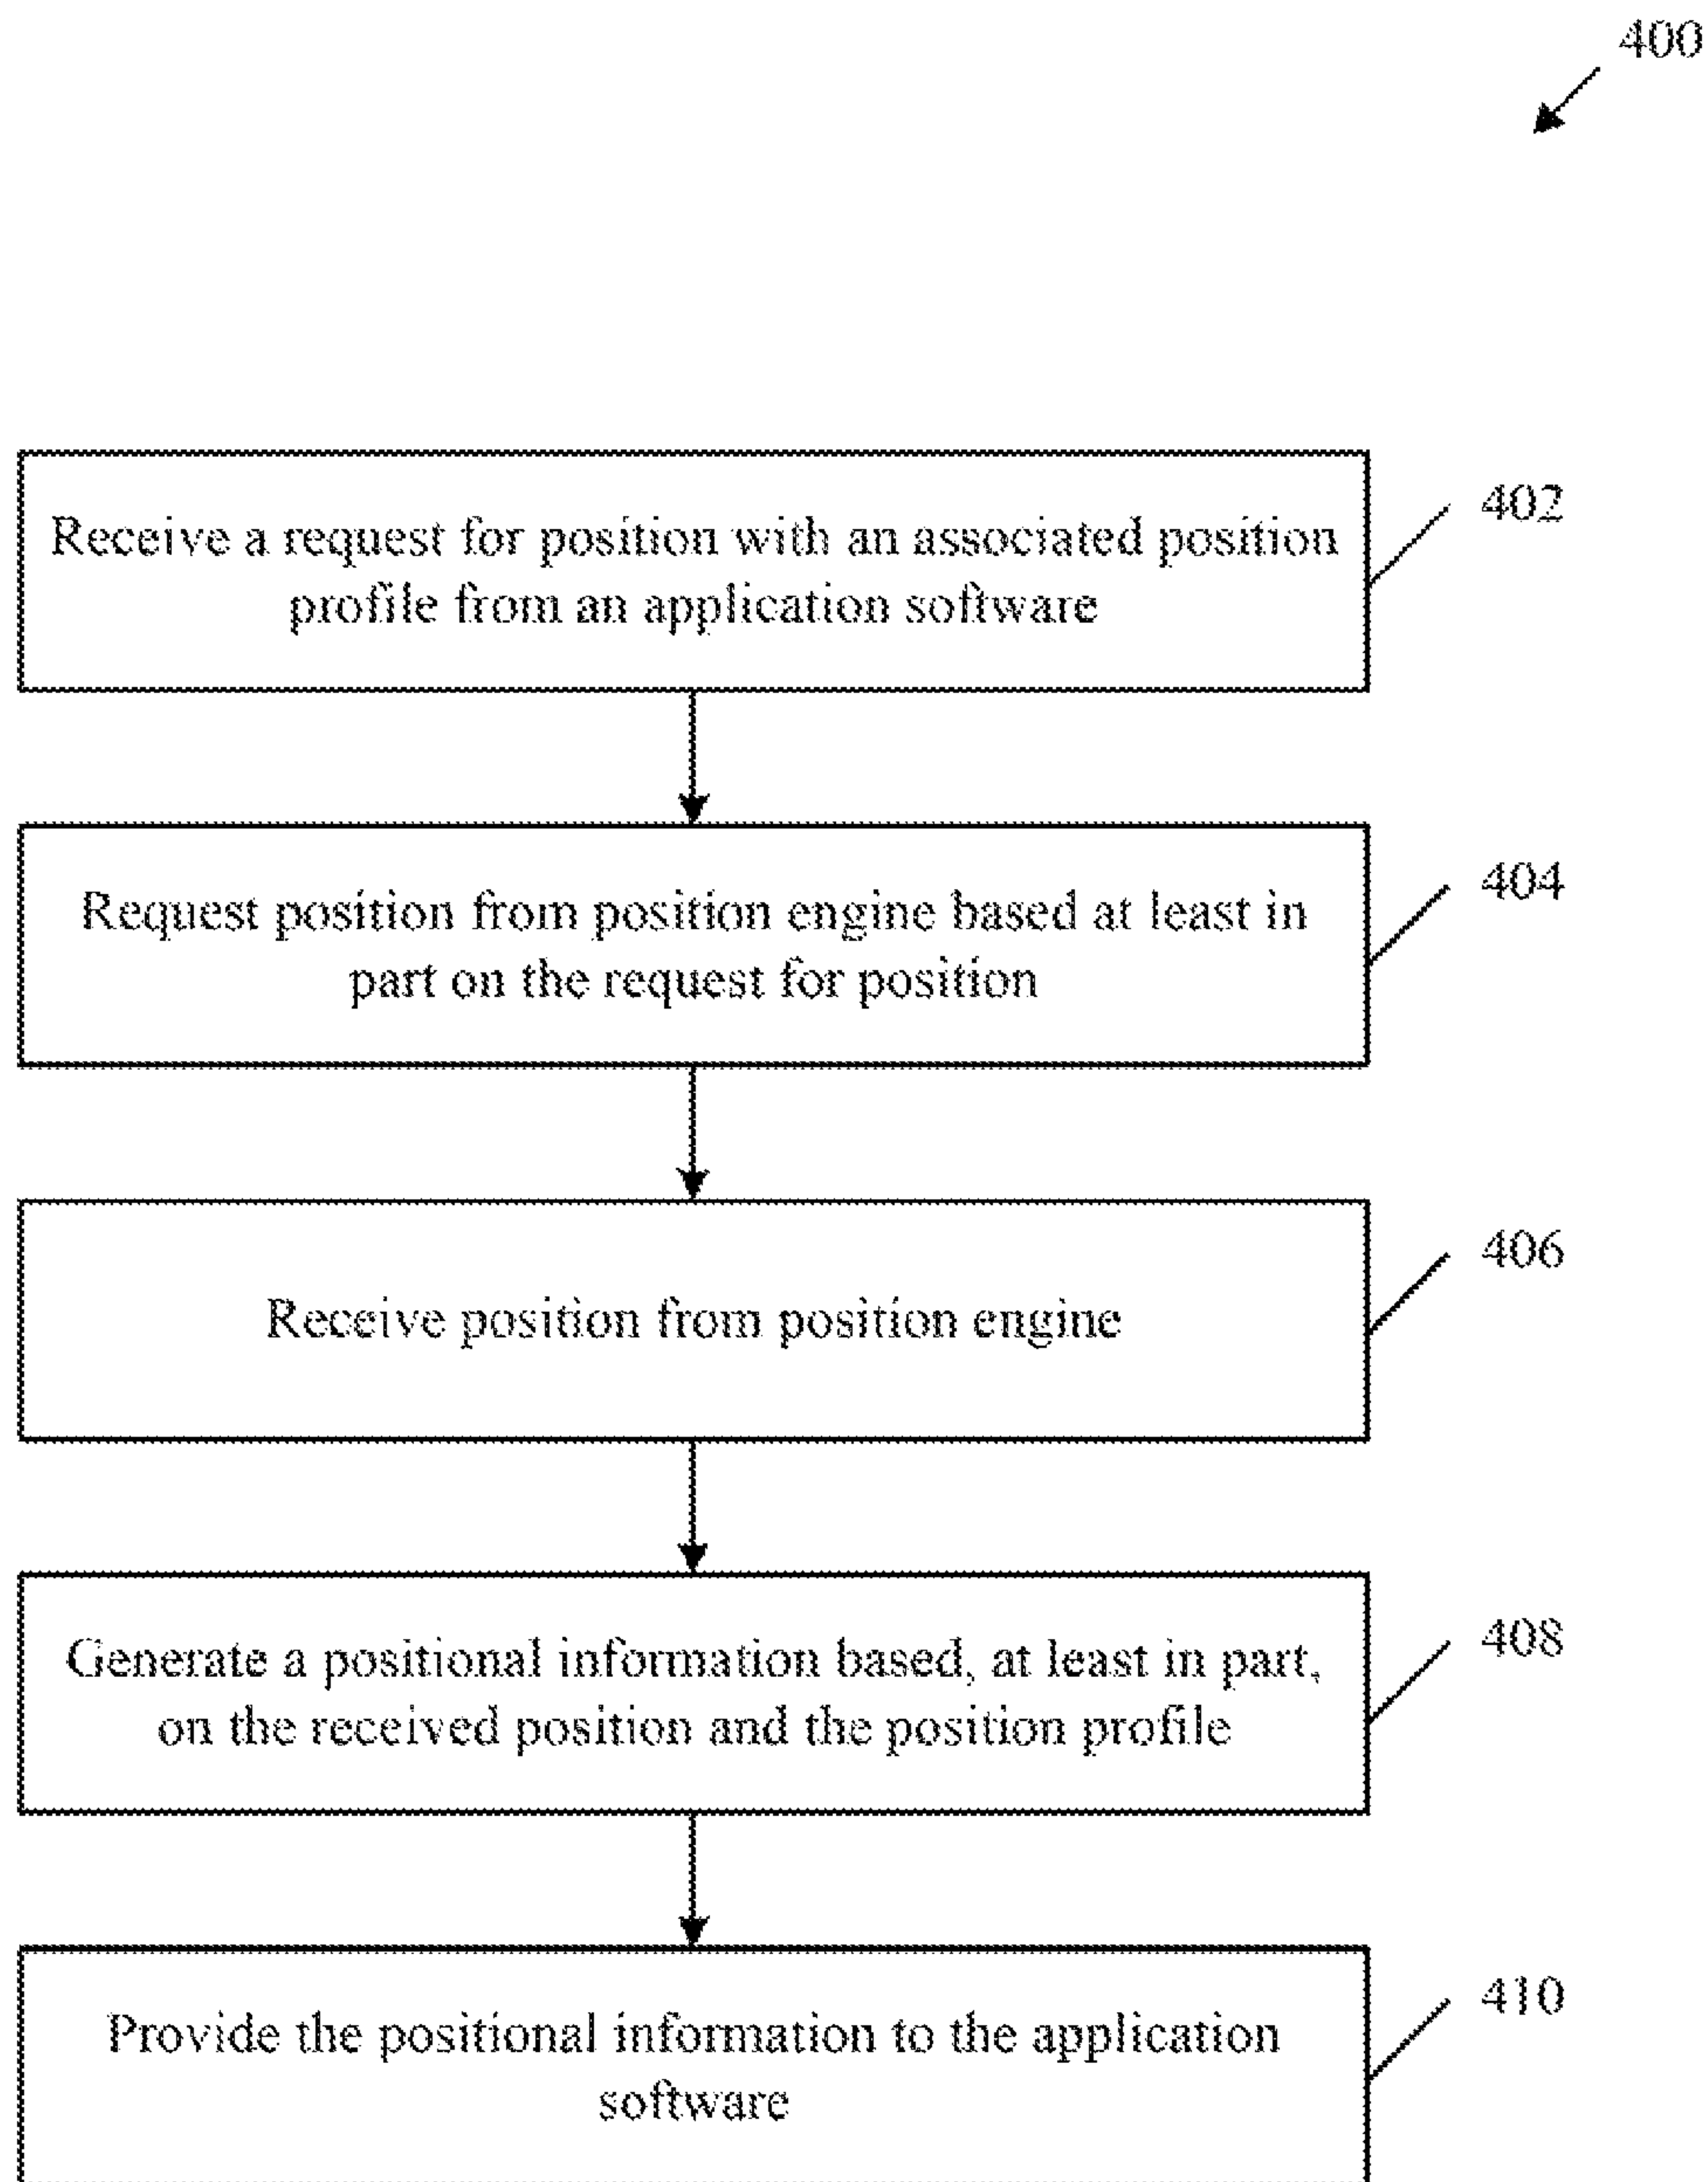 400
Receive a request for position with an associated position
profile from an application software
402
Request position from position engine based at least in
part on the request for position
404
Receive position from position engine
406
Generate a positional information based, at least in part,
on the received position and the position profile
408
Provide the positional information to the application
software
410